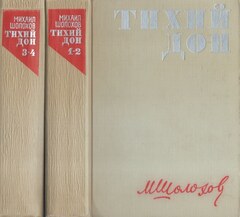 МИХАИЛ
ШОЛОХОВ
ТИХИЙ
ДОН
3-4
МИХАИЛ
ШОЛОХОВ
ТИХИЙ
ДОН
1-2
ТИХИЙ
ДОН
МШолохов